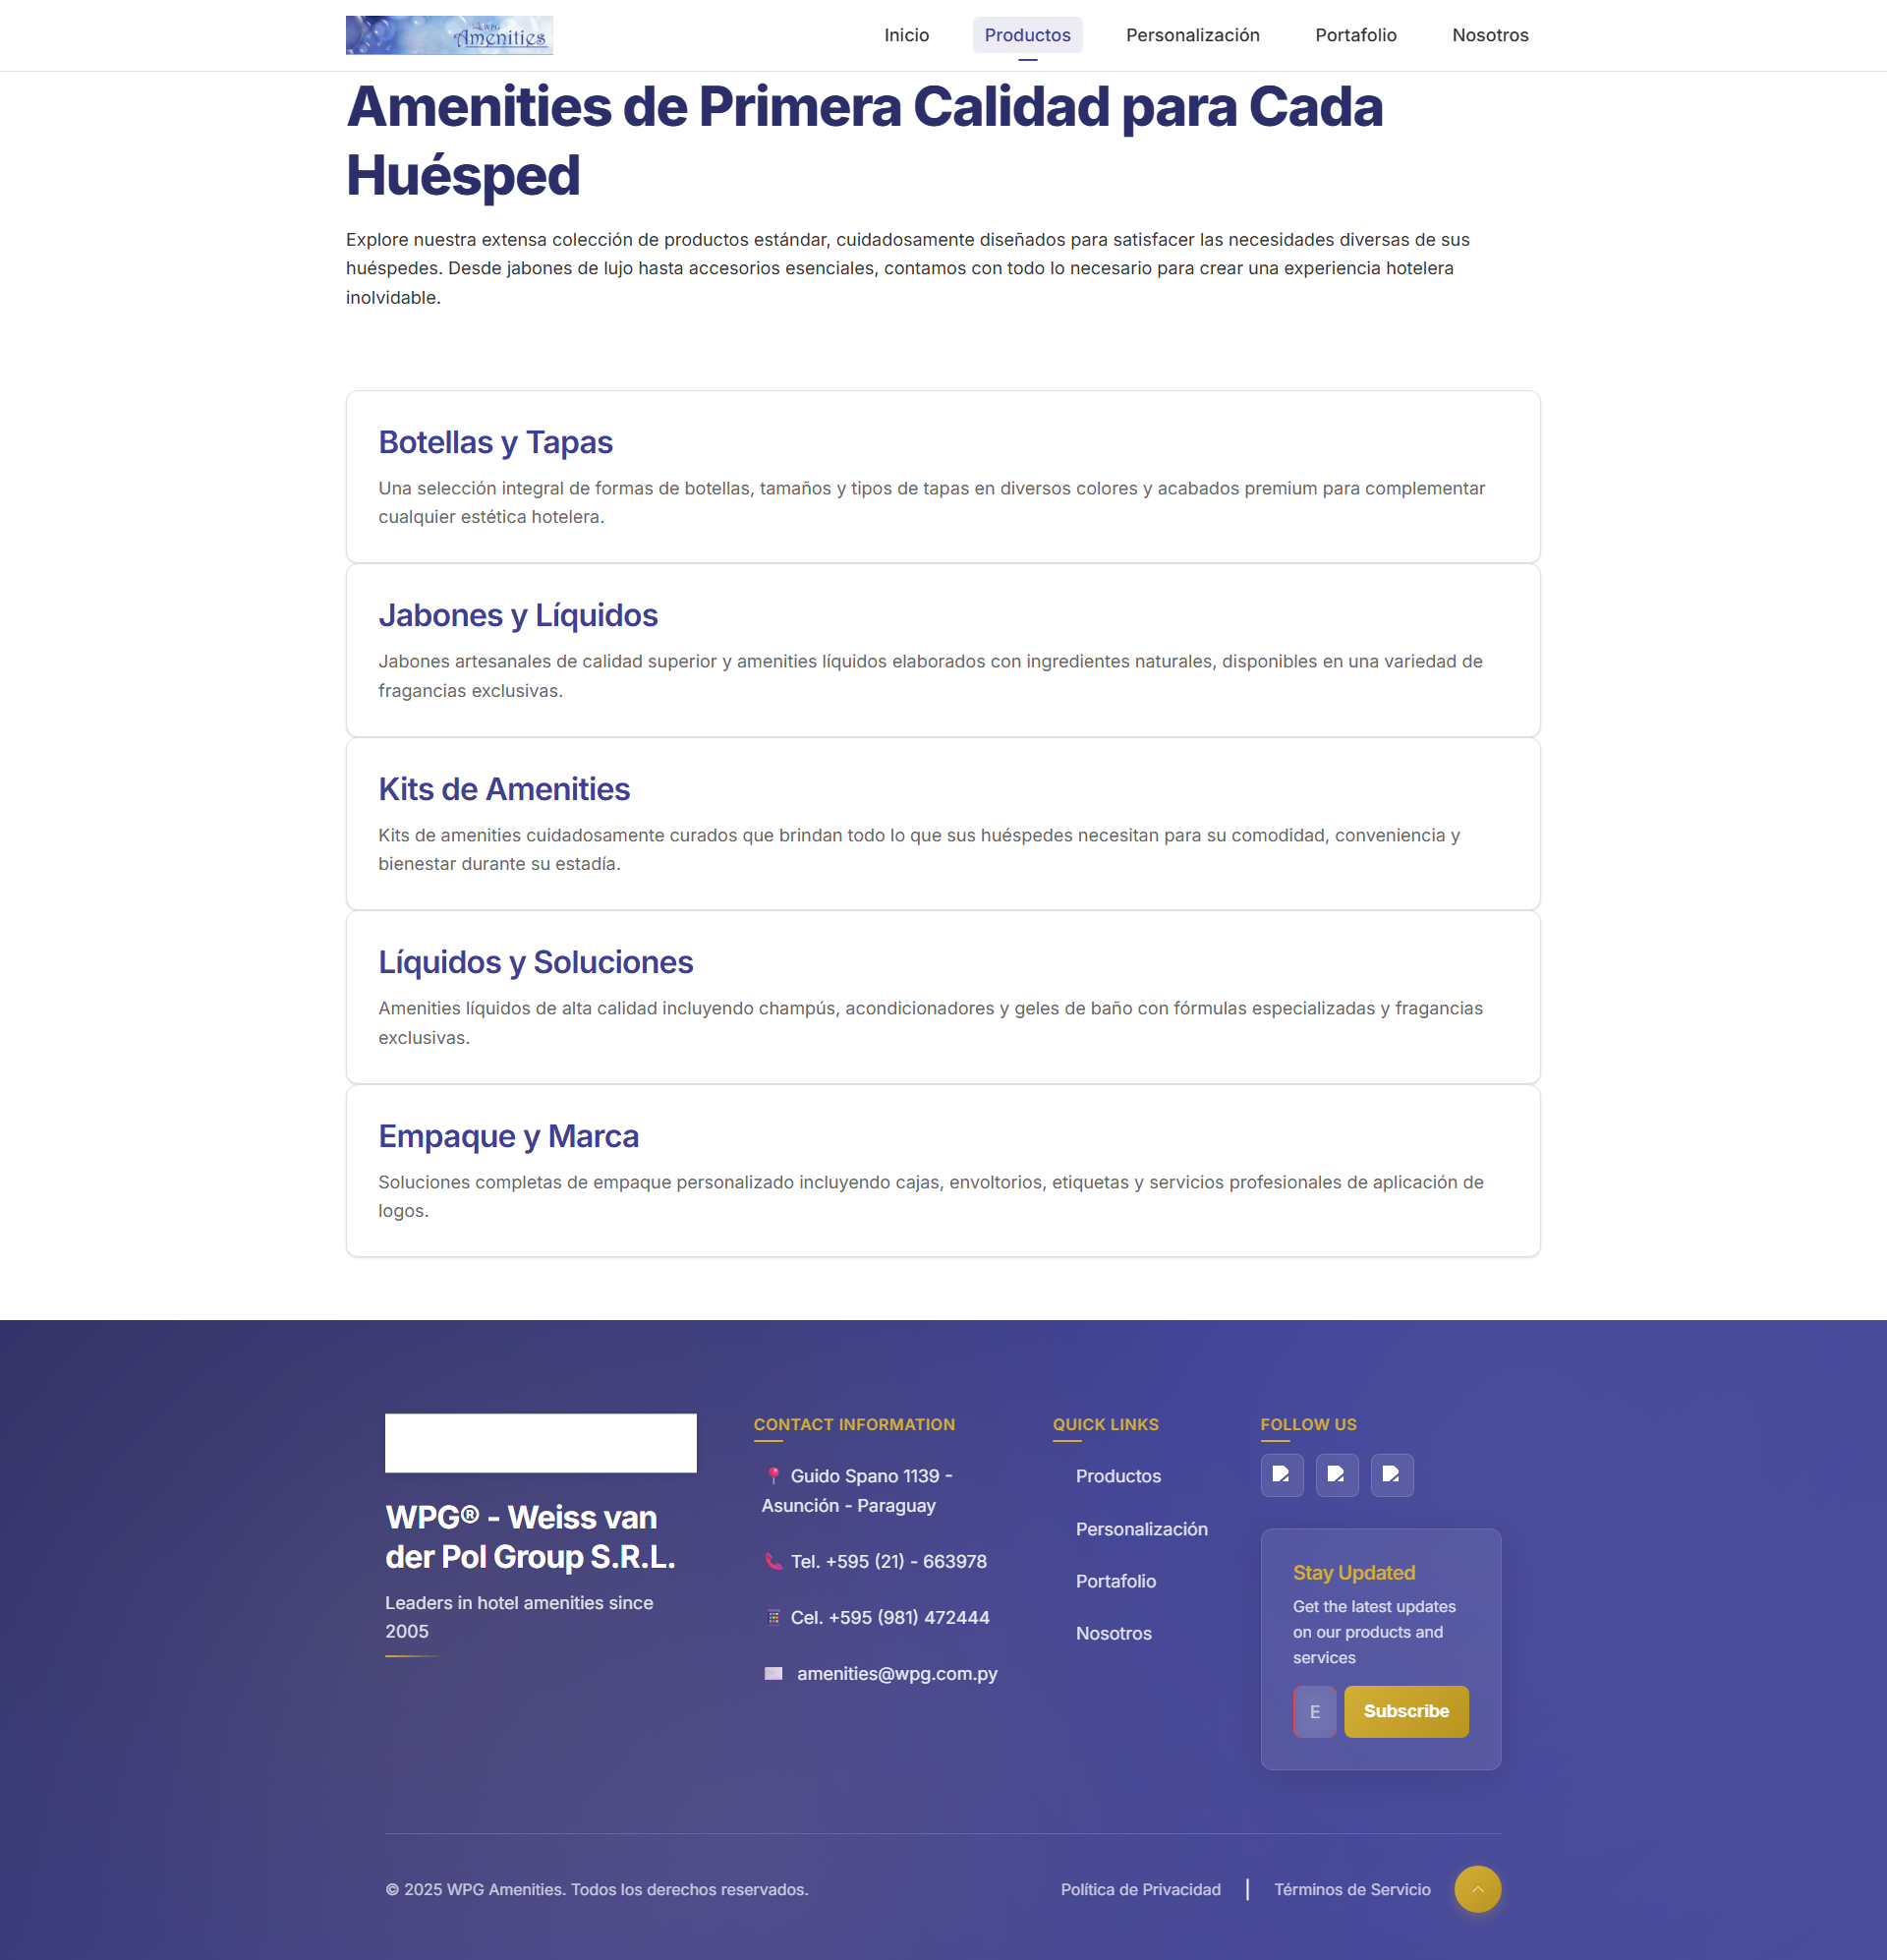 WPG
Amenities
Inicio
Productos
Personalización
Portafolio
Nosotros
Amenities de Primera Calidad para Cada
Huésped
Explore nuestra extensa colección de productos estándar, cuidadosamente diseñados para satisfacer las necesidades diversas de sus
huéspedes. Desde jabones de lujo hasta accesorios esenciales, contamos con todo lo necesario para crear una experiencia hotelera
inolvidable.
Botellas y Tapas
Una selección integral de formas de botellas, tamaños y tipos de tapas en diversos colores y acabados premium para complementar
cualquier estética hotelera.
Jabones y Líquidos
Jabones artesanales de calidad superior y amenities líquidos elaborados con ingredientes naturales, disponibles en una variedad de
fragancias exclusivas.
Kits de Amenities
Kits de amenities cuidadosamente curados que brindan todo lo que sus huéspedes necesitan para su comodidad, conveniencia y
bienestar durante su estadía.
Líquidos y Soluciones
Amenities líquidos de alta calidad incluyendo champús, acondicionadores y geles de baño con fórmulas especializadas y fragancias
exclusivas.
Empaque y Marca
Soluciones completas de empaque personalizado incluyendo cajas, envoltorios, etiquetas y servicios profesionales de aplicación de
logos.
WPG® - Weiss van
der Pol Group S.R.L.
Leaders in hotel amenities since
2005
CONTACT INFORMATION
Guido Spano 1139 -
Asunción - Paraguay
Tel. +595 (21) - 663978
Cel. +595 (981) 472444
amenities@wpg.com.py
QUICK LINKS
Productos
Personalización
Portafolio
Nosotros
FOLLOW US
Stay Updated
Get the latest updates
on our products and
services
E
Subscribe
© 2025 WPG Amenities. Todos los derechos reservados.
Política de Privacidad
Términos de Servicio